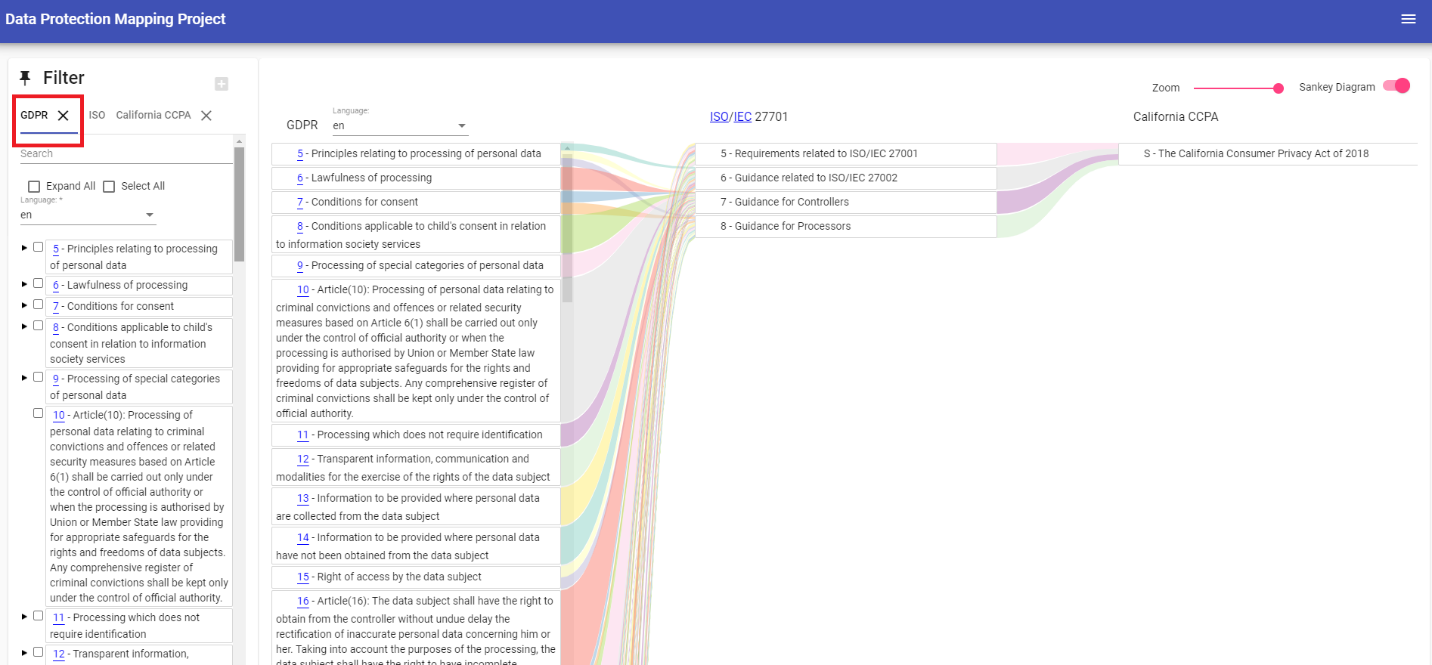 Data Protection Mapping Project
Filter
GDPR
ISO
California CCPA
Search
Expand All
Select All
Language: *
en
5 - Principles relating to processing
of personal data
6 - Lawfulness of processing
7 - Conditions for consent
8 - Conditions applicable to child's
consent in relation to information
society services
9 - Processing of special categories
of personal data
10 - Article(10): Processing of
personal data relating to criminal
convictions and offences or related
security measures based on Article
6(1) shall be carried out only under
the control of official authority or
when the processing is authorised by
Union or Member State law providing
for appropriate safeguards for the
rights and freedoms of data subjects.
Any comprehensive register of
criminal convictions shall be kept only
under the control of official authority.
11 - Processing which does not
require identification
12 - Transparent information,
Zoom
Sankey Diagram
GDPR
Language:
en
5 - Principles relating to processing of personal data
6 - Lawfulness of processing
7 - Conditions for consent
8 - Conditions applicable to child's consent in relation
to information society services
9 - Processing of special categories of personal data
10 - Article(10): Processing of personal data relating to
criminal convictions and offences or related security
measures based on Article 6(1) shall be carried out only
under the control of official authority or when the
processing is authorised by Union or Member State law
providing for appropriate safeguards for the rights and
freedoms of data subjects. Any comprehensive register of
criminal convictions shall be kept only under the control of
official authority.
11 - Processing which does not require identification
12 - Transparent information, communication and
modalities for the exercise of the rights of the data subject
13 - Information to be provided where personal data
are collected from the data subject
14 - Information to be provided where personal data
have not been obtained from the data subject
15 - Right of access by the data subject
16 - Article(16): The data subject shall have the right to
obtain from the controller without undue delay the
rectification of inaccurate personal data concerning him or
her. Taking into account the purposes of the processing, the
data subject shall have the right to have incomplete
ISO/IEC 27701
5 - Requirements related to ISO/IEC 27001
6 - Guidance related to ISO/IEC 27002
7 - Guidance for Controllers
8 - Guidance for Processors
California CCPA
S - The California Consumer Privacy Act of 2018